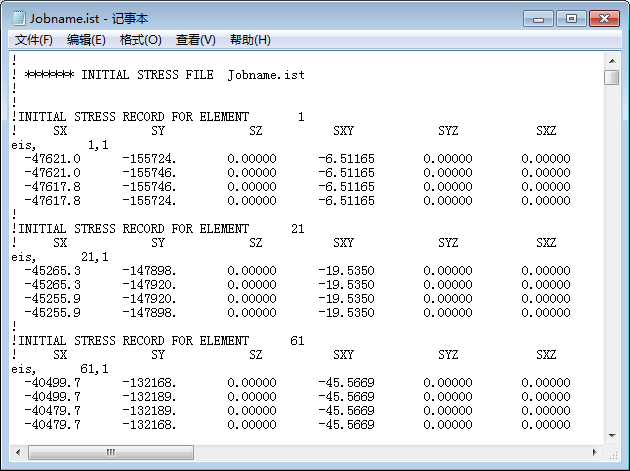 Jobname.ist - 记事本
文件(F) 编辑(E) 格式(O) 查看(V) 帮助(H)
!
! ******* INITIAL STRESS FILE  Jobname.ist
!
!
!INITIAL STRESS RECORD FOR ELEMENT       1
!     SX            SY            SZ          SXY            SYZ           SXZ
eis,       1,1
  -47621.0      -155724.       0.00000      -6.51165       0.00000       0.00000
  -47621.0      -155746.       0.00000      -6.51165       0.00000       0.00000
  -47617.8      -155746.       0.00000      -6.51165       0.00000       0.00000
  -47617.8      -155724.       0.00000      -6.51165       0.00000       0.00000
!
!INITIAL STRESS RECORD FOR ELEMENT      21
!     SX            SY            SZ          SXY            SYZ           SXZ
eis,      21,1
  -45265.3      -147898.       0.00000      -19.5350       0.00000       0.00000
  -45265.3      -147920.       0.00000      -19.5350       0.00000       0.00000
  -45255.9      -147920.       0.00000      -19.5350       0.00000       0.00000
  -45255.9      -147898.       0.00000      -19.5350       0.00000       0.00000
!
!INITIAL STRESS RECORD FOR ELEMENT      61
!     SX            SY            SZ          SXY            SYZ           SXZ
eis,      61,1
  -40499.7      -132168.       0.00000      -45.5669       0.00000       0.00000
  -40499.7      -132189.       0.00000      -45.5669       0.00000       0.00000
  -40479.7      -132189.       0.00000      -45.5669       0.00000       0.00000
  -40479.7      -132168.       0.00000      -45.5669       0.00000       0.00000